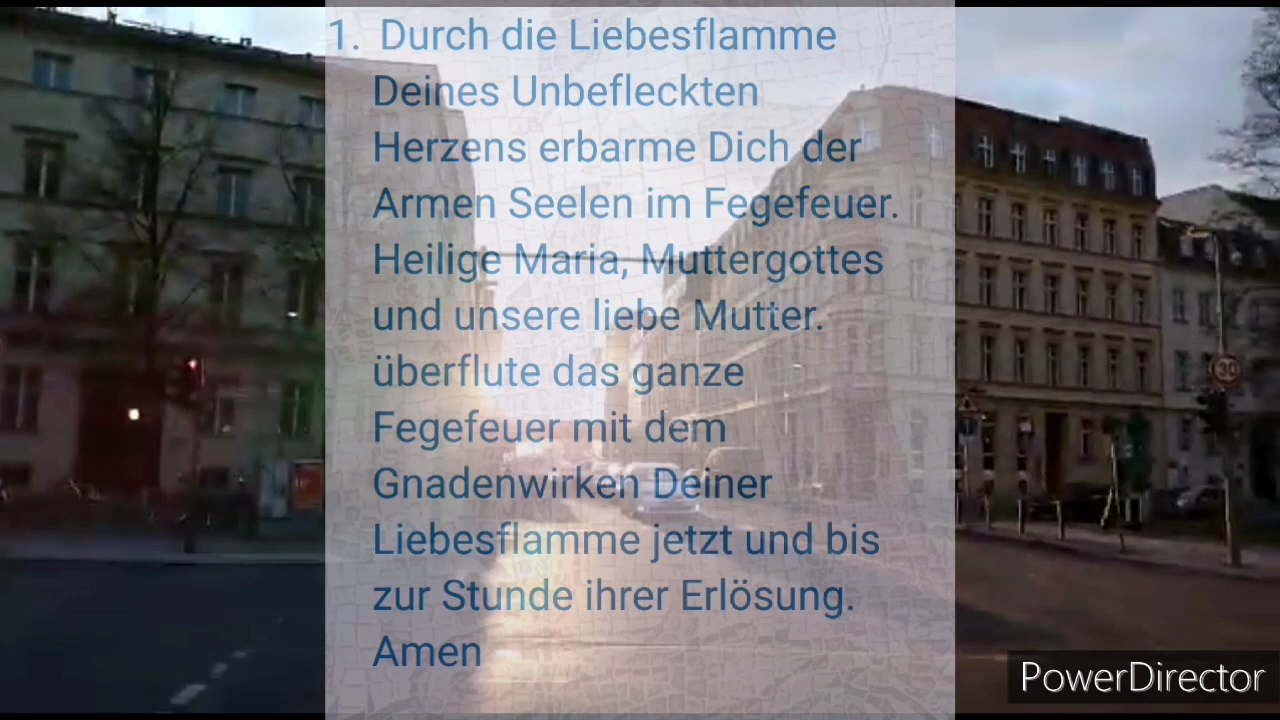 1. Durch die Liebesflamme
Deines Unbefleckten
Herzens erbarme Dich der
Armen Seelen im Fegefeuer.
Heilige Maria, Muttergottes
und unsere liebe Mutter.
überflute das ganze
Fegefeuer mit dem
Gnadenwirken Deiner
Liebesflamme jetzt und bis
zur Stunde ihrer Erlösung.
Amen
30
PowerDirector